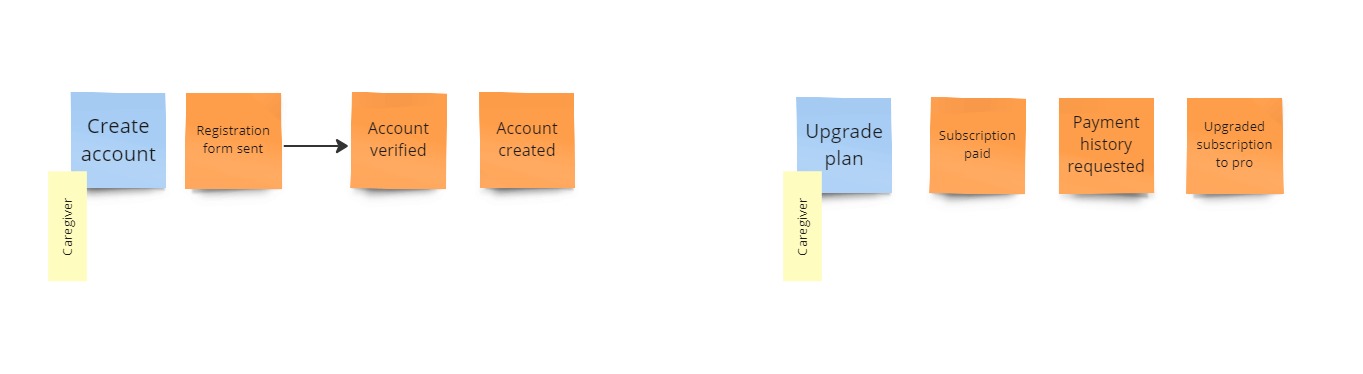 Create
account
Registration
form sent
Account
verified
Account
created
Caregiver
Upgrade
plan
Subscription
paid
Payment
history
requested
Upgraded
subscription
to pro
Caregiver